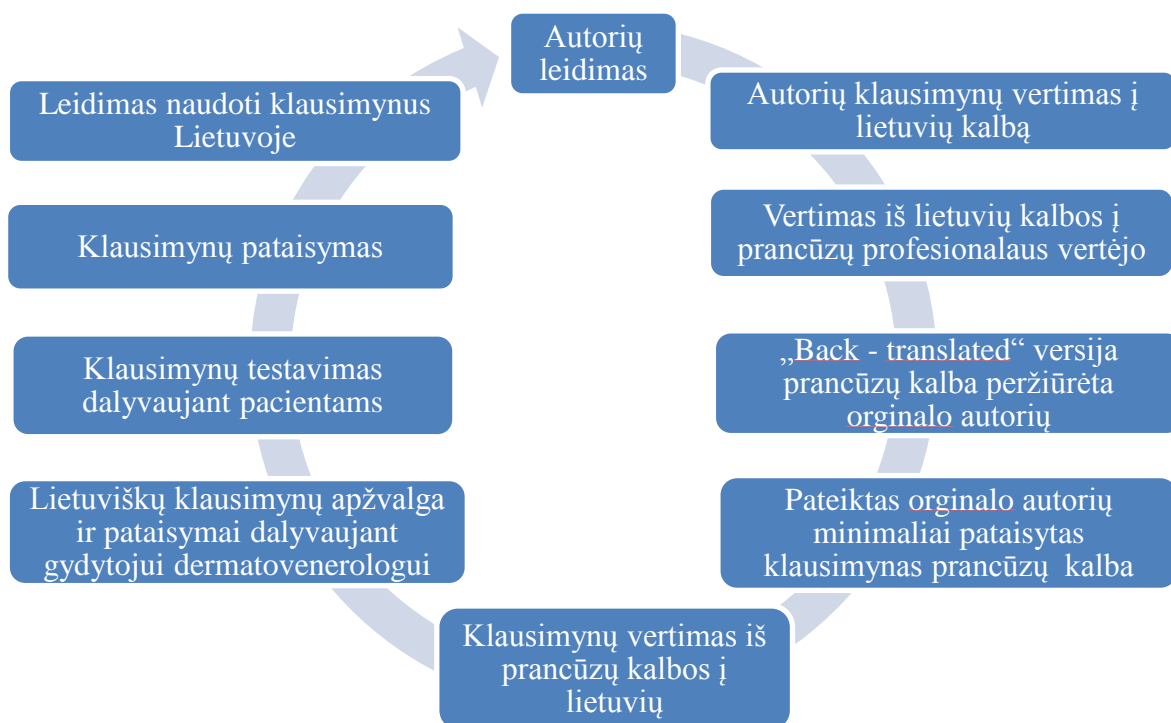 Autorių
leidimas
Autorių klausimynų vertimas į
lietuvių kalbą
Vertimas iš lietuvių kalbos į
prancūzų profesionalaus vertėjo
„Back - translated“ versija
prancūzų kalba peržiūrėta
orginalo autorių
Pateiktas orginalo autorių
minimaliai pataisytas
klausimynas prancūzų kalba
Klausimynų vertimas iš
prancūzų kalbos į
lietuvių
Lietuviškų klausimynų apžvalga
ir pataisymai dalyvaujant
gydytojui dermatovenerologui
Klausimynų testavimas
dalyvaujant pacientams
Klausimynų pataisymas
Leidimas naudoti klausimynus
Lietuvoje